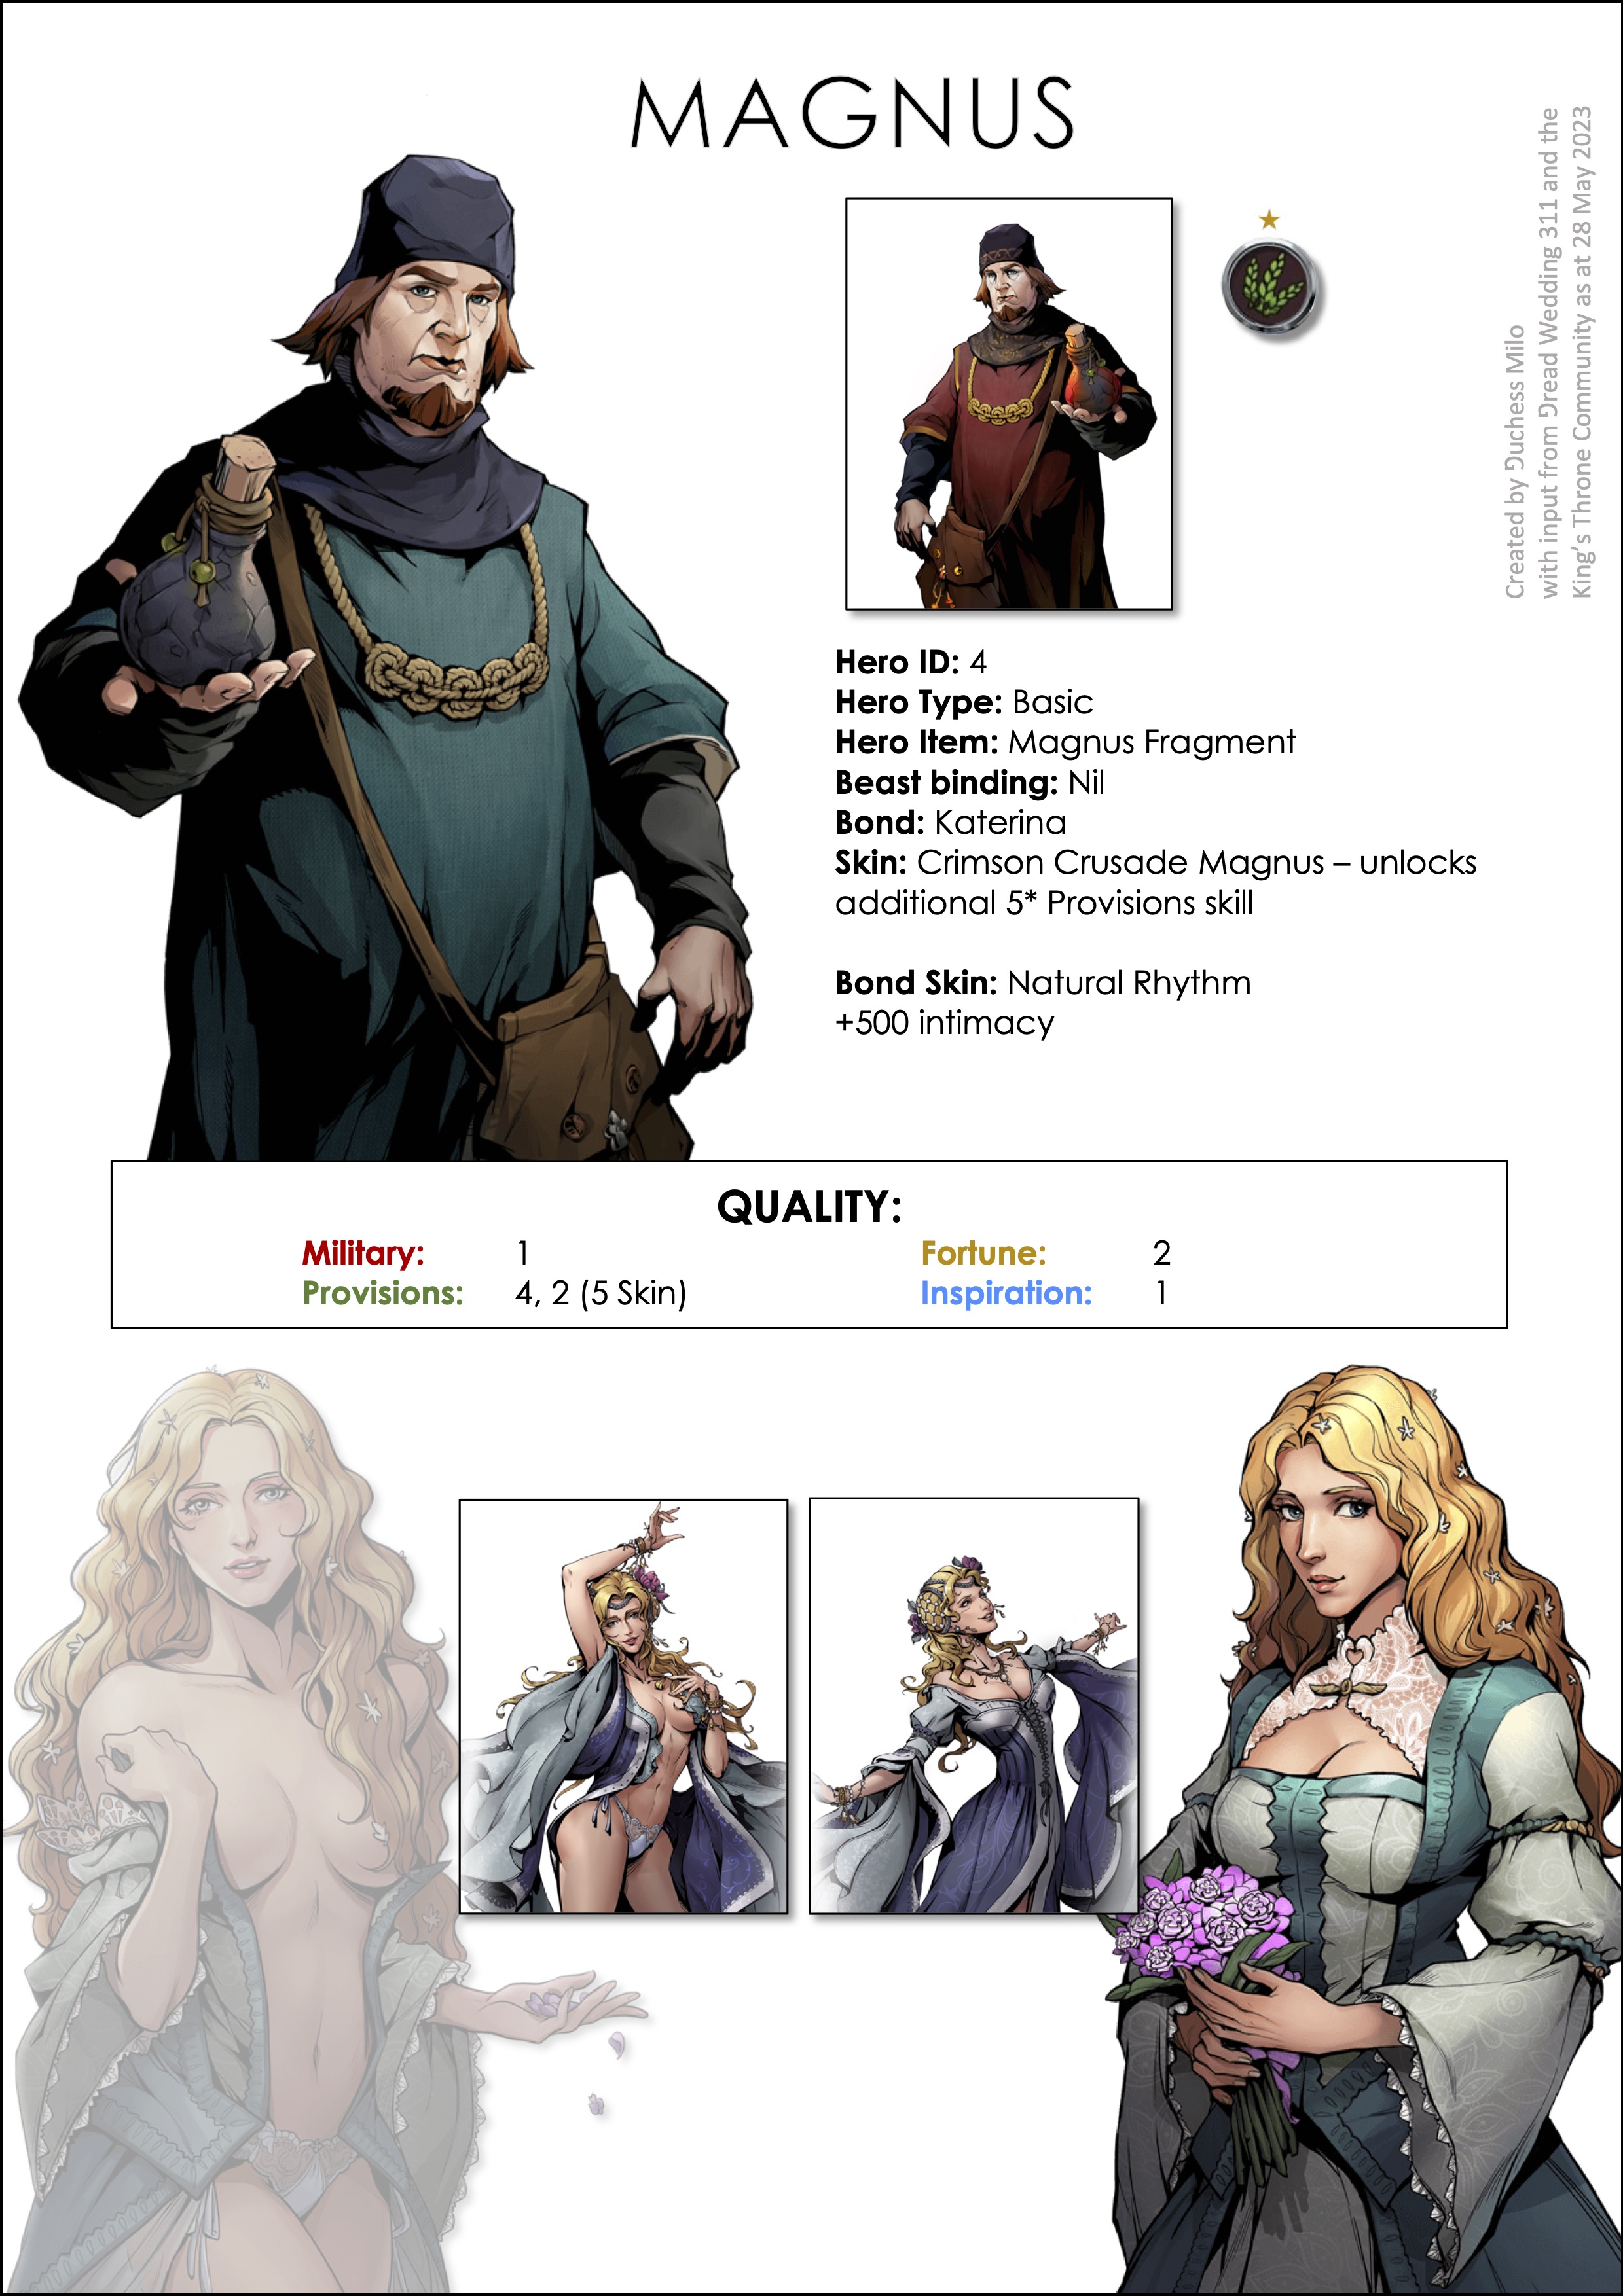 MAGNUS
Created by Duchess Milo
with input from Dread Wedding 311 and the
King's Throne Community as at 28 May 2023
Hero ID: 4
Hero Type: Basic
Hero Item: Magnus Fragment
Beast binding: Nil
Bond: Katerina
Skin: Crimson Crusade Magnus – unlocks
additional 5* Provisions skill
Bond Skin: Natural Rhythm
+500 intimacy
QUALITY:
Military: 1
Fortune: 2
Provisions: 4, 2 (5 Skin)
Inspiration: 1